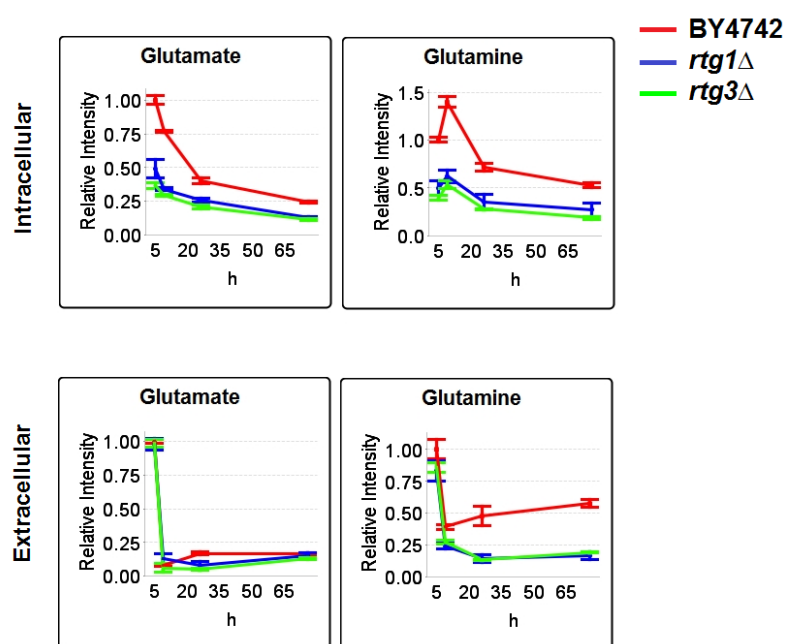 BY4742
rtg1Δ
rtg3Δ
Intracellular
Glutamate
Relative Intensity
1.00
0.75
0.50
0.25
0.00
5 20 35 50 65
h
Glutamine
Relative Intensity
1.5
1.0
0.5
0.0
5 20 35 50 65
h
Extracellular
Glutamate
Relative Intensity
1.00
0.75
0.50
0.25
0.00
5 20 35 50 65
h
Glutamine
Relative Intensity
1.00
0.75
0.50
0.25
0.00
5 20 35 50 65
h